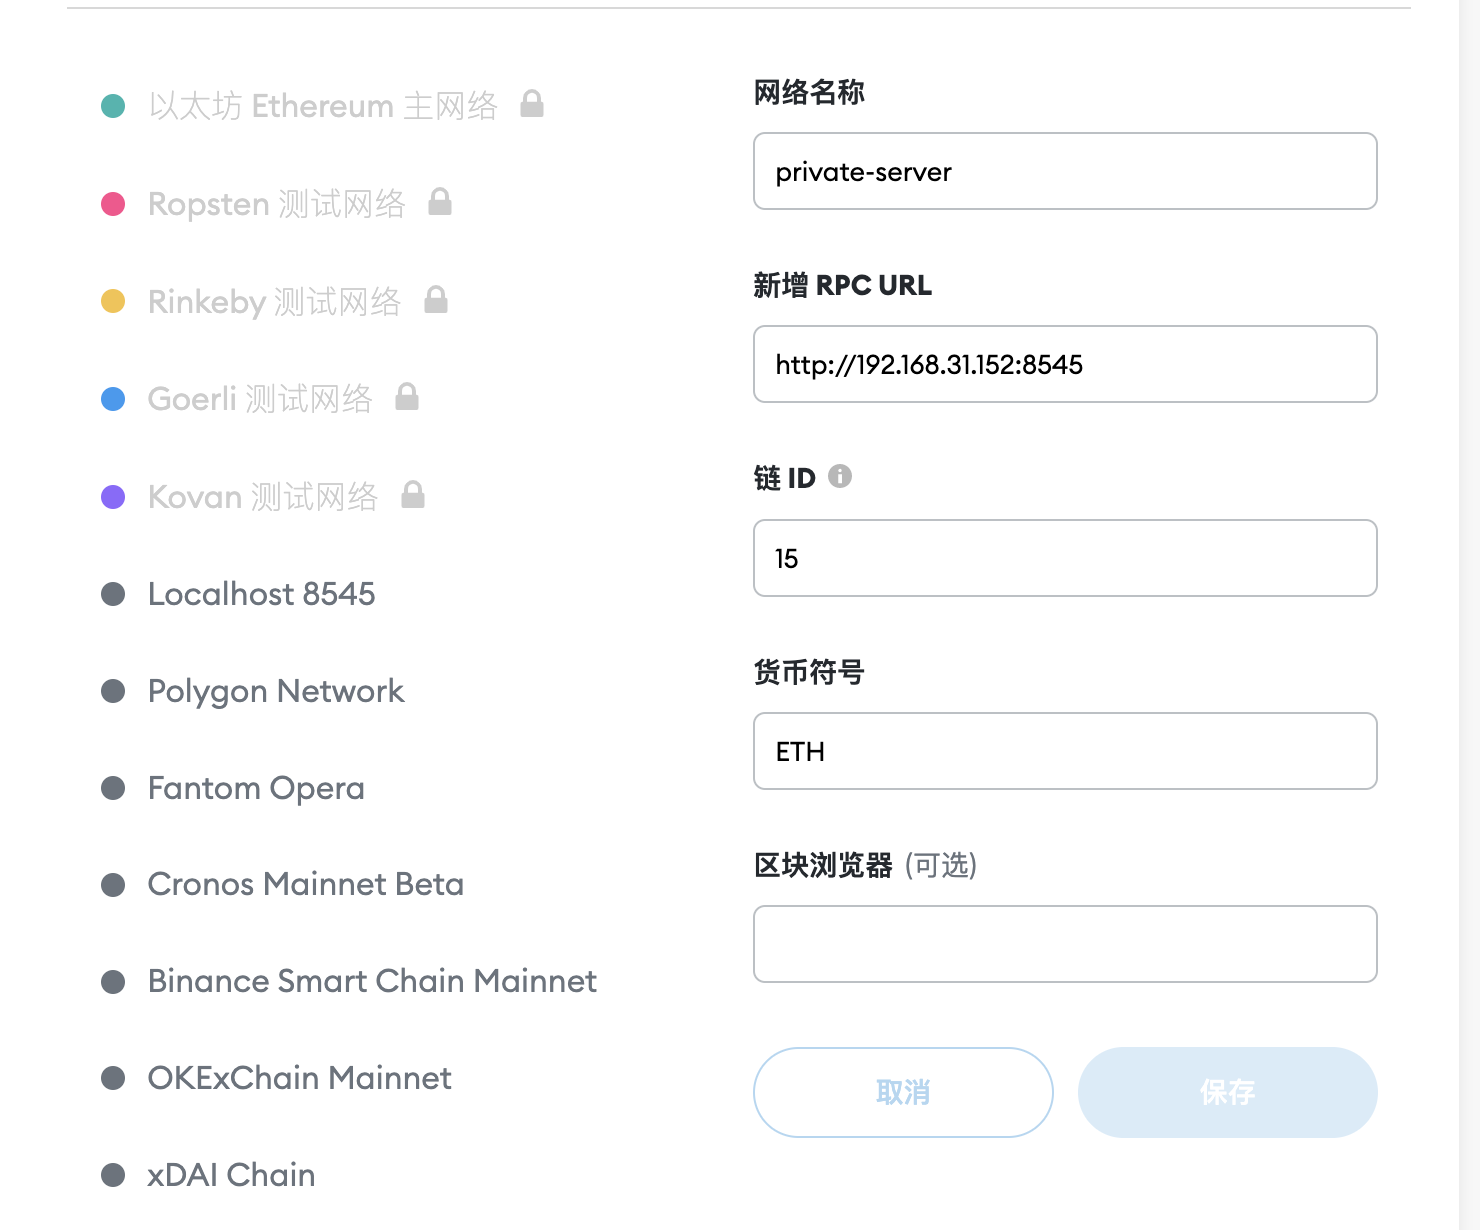 以太坊 Ethereum 主网络
Ropsten 测试网络
Rinkeby 测试网络
Goerli 测试网络
Kovan 测试网络
Localhost 8545
Polygon Network
Fantom Opera
Cronos Mainnet Beta
Binance Smart Chain Mainnet
OKExChain Mainnet
xDAI Chain
网络名称
private-server
新增 RPC URL
http://192.168.31.152:8545
链 ID
15
货币符号
ETH
区块浏览器 (可选)
取消
保存